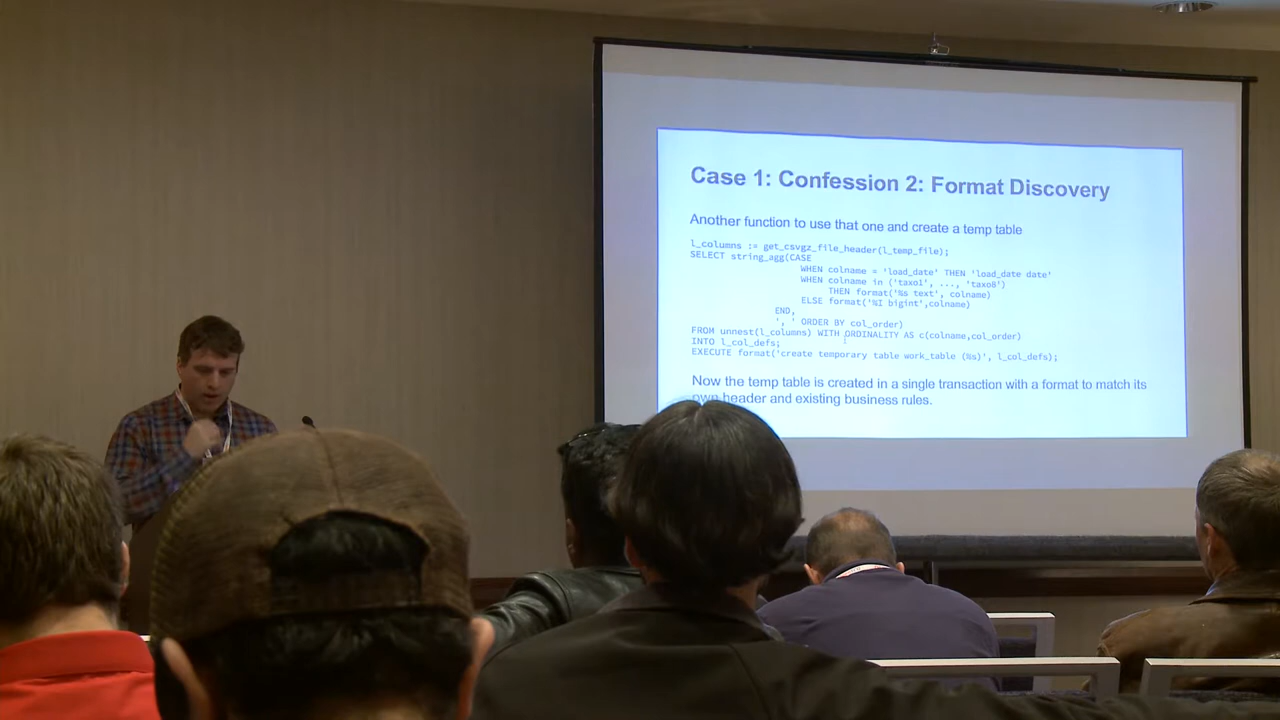 Case 1: Confession 2: Format Discovery
Another function to use that one and create a temp table
l_columns := get_csvgz_file_header(l_temp_file);
SELECT string_agg(CASE
WHEN colname = 'load_date' THEN 'load_date date'
WHEN colname in ('taxo1', ..., 'taxo8')
THEN format('%s text', colname)
ELSE format('%I bigint',colname)
END,
', ' ORDER BY col_order)
FROM unnest(l_columns) WITH ORDINALITY AS c(colname,col_order)
INTO l_col_defs;
EXECUTE format('create temporary table work_table (%s)', l_col_defs);
Now the temp table is created in a single transaction with a format to match its
own header and existing business rules.